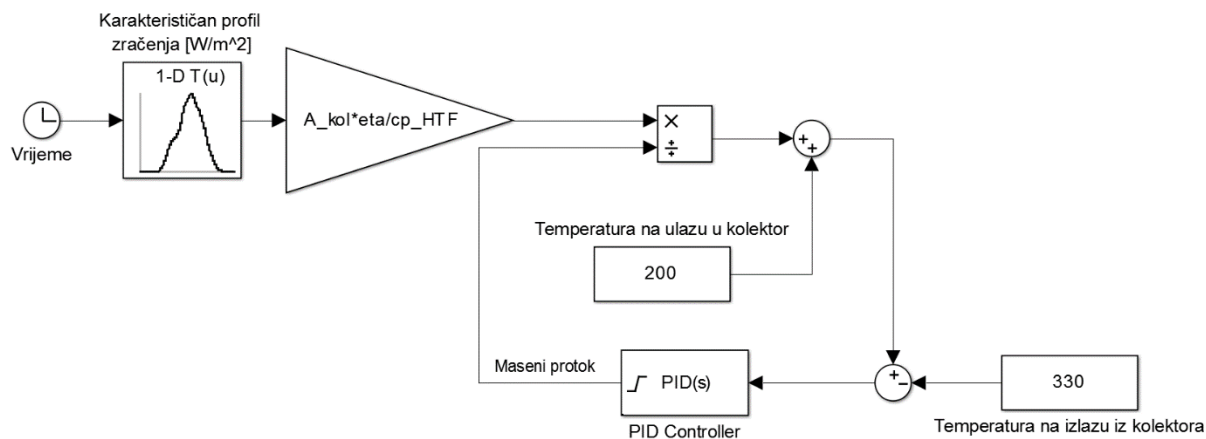 Karakterističan profil
zračenja [W/m^2]
1-D T(u)
Vrijeme
A_kol*eta/cp_HTF
×
÷
+
+
Temperatura na ulazu u kolektor
200
Maseni protok
PID(s)
PID Controller
+
−
330
Temperatura na izlazu iz kolektora